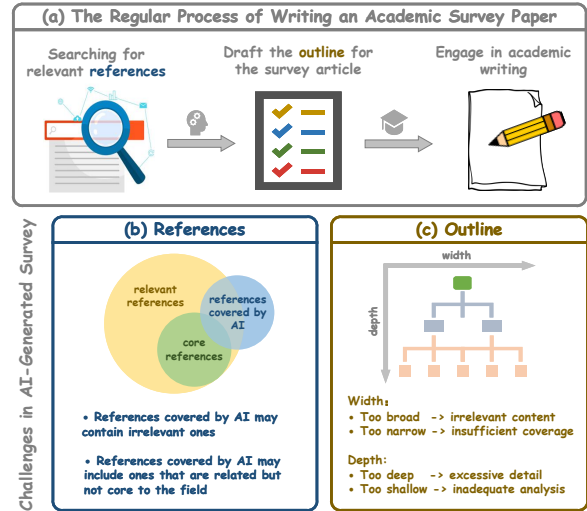 (a) The Regular Process of Writing an Academic Survey Paper
Searching for
relevant references
Draft the outline for
the survey article
Engage in academic
writing
Challenges in AI-Generated Survey
(b) References
relevant
references
references
covered by
AI
core
references
• References covered by AI may
contain irrelevant ones
• References covered by AI may
include ones that are related but
not core to the field
(c) Outline
width
depth
Width:
• Too broad -> irrelevant content
• Too narrow -> insufficient coverage
Depth:
• Too deep -> excessive detail
• Too shallow -> inadequate analysis